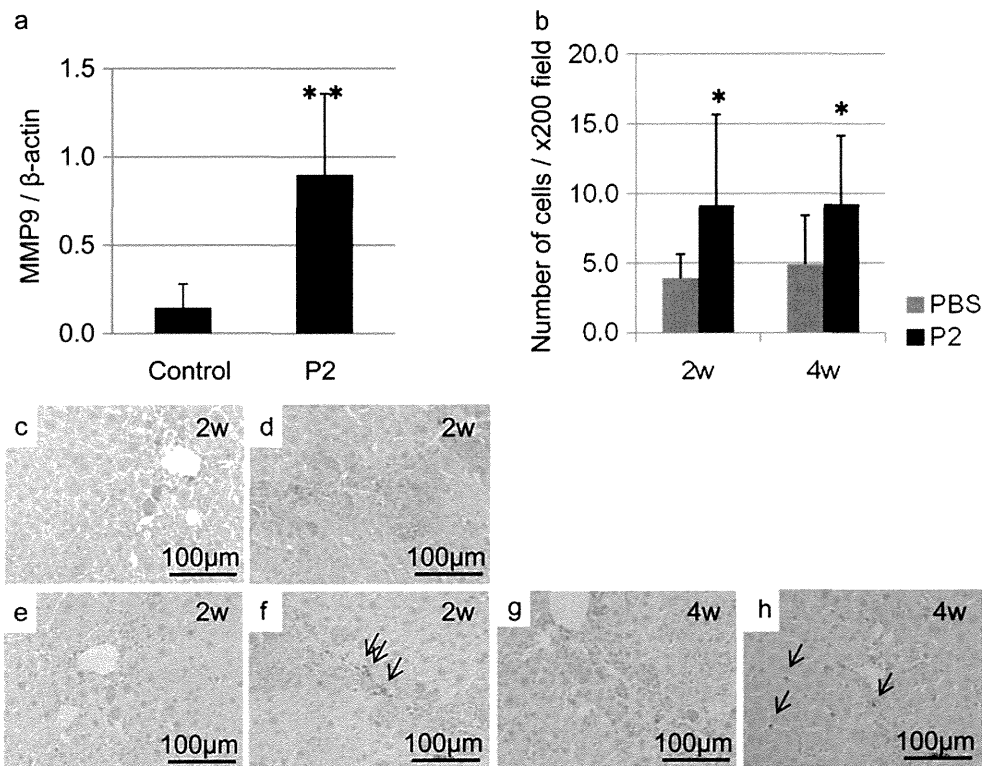 a
MMP9 / β-actin
1.5
1.0
0.5
0.0
**
Control
P2
b
Number of cells / x200 field
20.0
15.0
10.0
5.0
0.0
*
*
2w
4w
PBS
P2
c
2w
100μm
d
2w
100μm
e
2w
100μm
f
2w
100μm
g
4w
100μm
h
4w
100μm